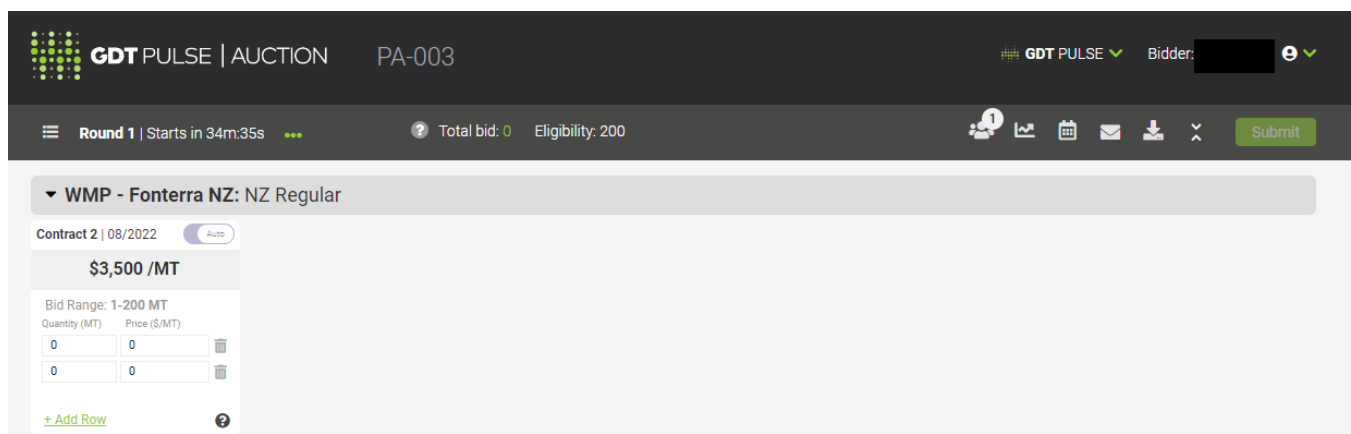 GDT PULSE | AUCTION PA-003 GDT PULSE Bidder:
Round 1 | Starts in 34m:35s ? Total bid: 0 Eligibility: 200 1 Submit
WMP - Fonterra NZ: NZ Regular
Contract 2 | 08/2022 Auto
$3,500 /MT
Bid Range: 1-200 MT
Quantity (MT) Price ($/MT)
0 0
0 0
+ Add Row ?